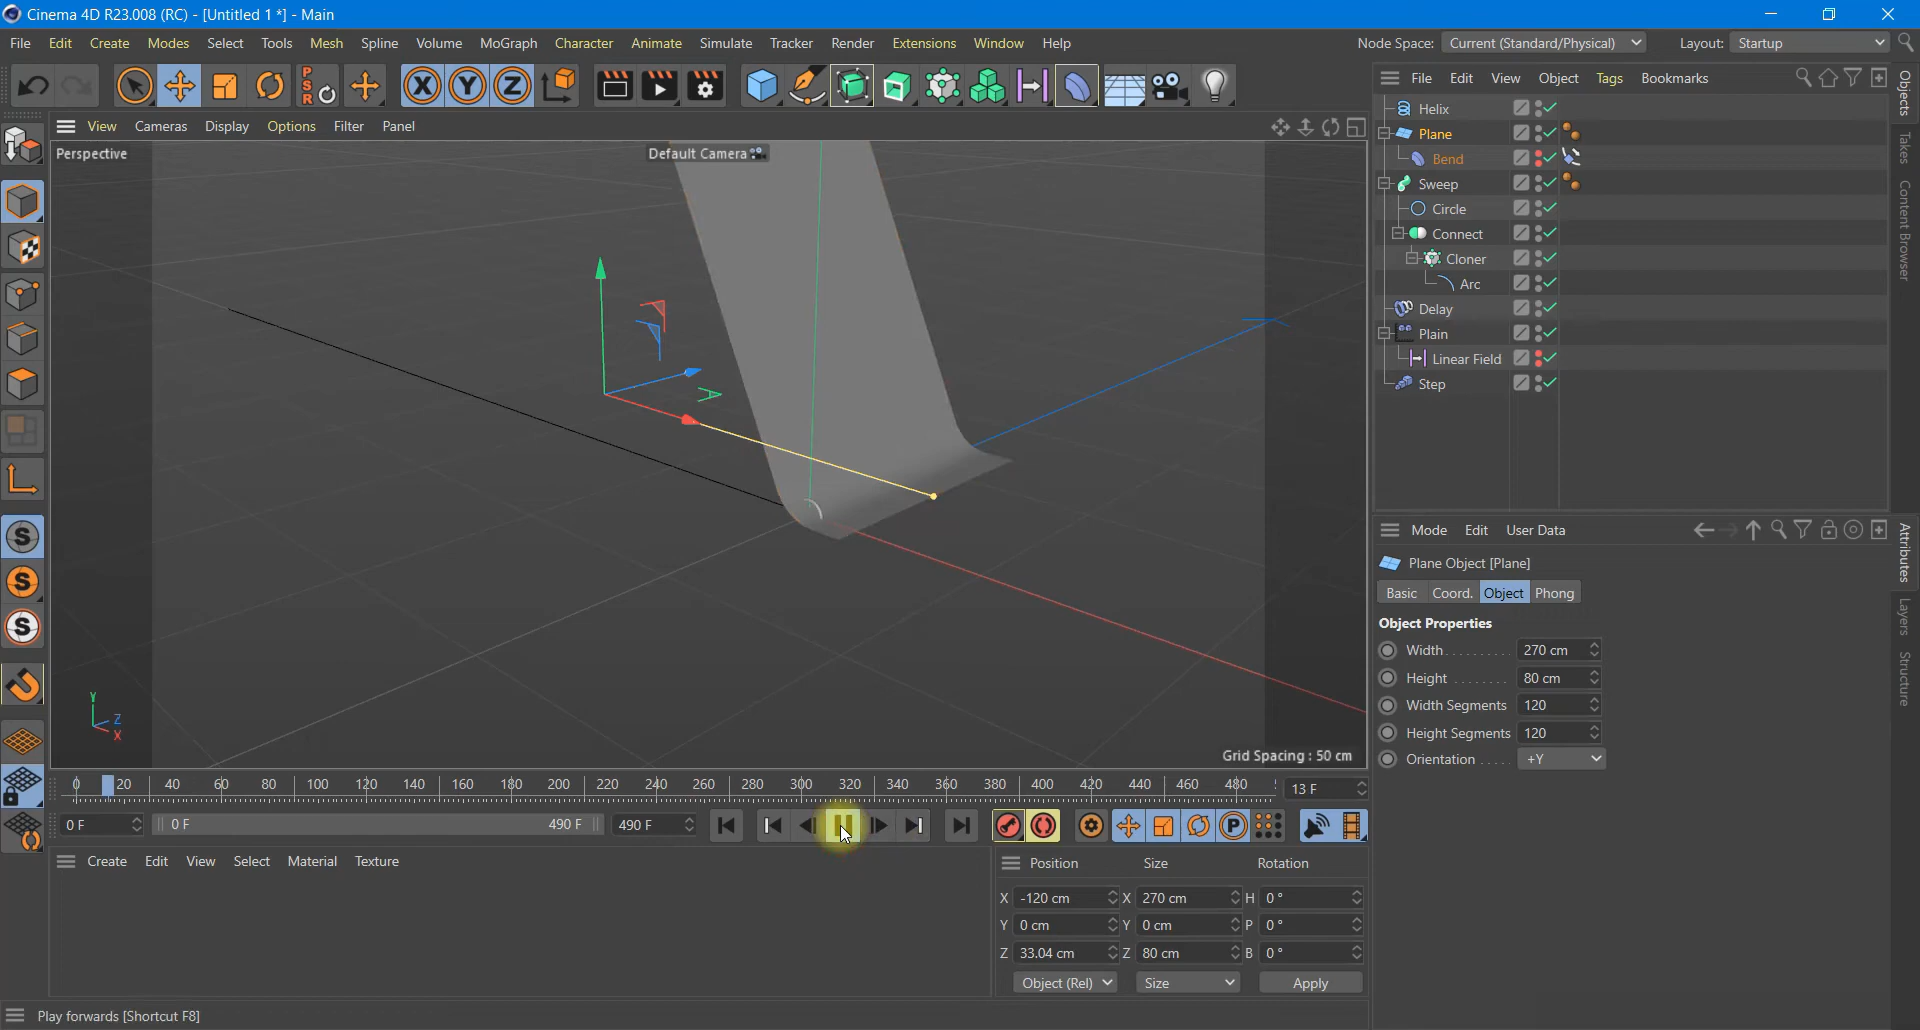 Cinema 4D R23.008 (RC) - [Untitled 1 *] - Main
File Edit Create Modes Select Tools Mesh Spline Volume MoGraph Character Animate Simulate Tracker Render Extensions Window Help
Node Space: Current (Standard/Physical) Layout: Startup
P S R
X Y Z
File Edit View Object Tags Bookmarks
View Cameras Display Options Filter Panel
Perspective
Default Camera
Helix
Plane
Bend
Sweep
Circle
Connect
Cloner
Arc
Delay
Plain
Linear Field
Step
Objects
Takes
Content Browser
S
S
S
Y
Z
X
Grid Spacing : 50 cm
Mode Edit User Data
Plane Object [Plane]
Basic Coord. Object Phong
Object Properties
Width 270 cm
Height 80 cm
Width Segments 120
Height Segments 120
Orientation +Y
Attributes
Layers
Structure
0 20 40 60 80 100 120 140 160 180 200 220 240 260 280 300 320 340 360 380 400 420 440 460 480
13 F
0 F 0 F 490 F 490 F
P
Create Edit View Select Material Texture
Position Size Rotation
X -120 cm X 270 cm H 0 °
Y 0 cm Y 0 cm P 0 °
Z 33.04 cm Z 80 cm B 0 °
Object (Rel) Size Apply
Play forwards [Shortcut F8]